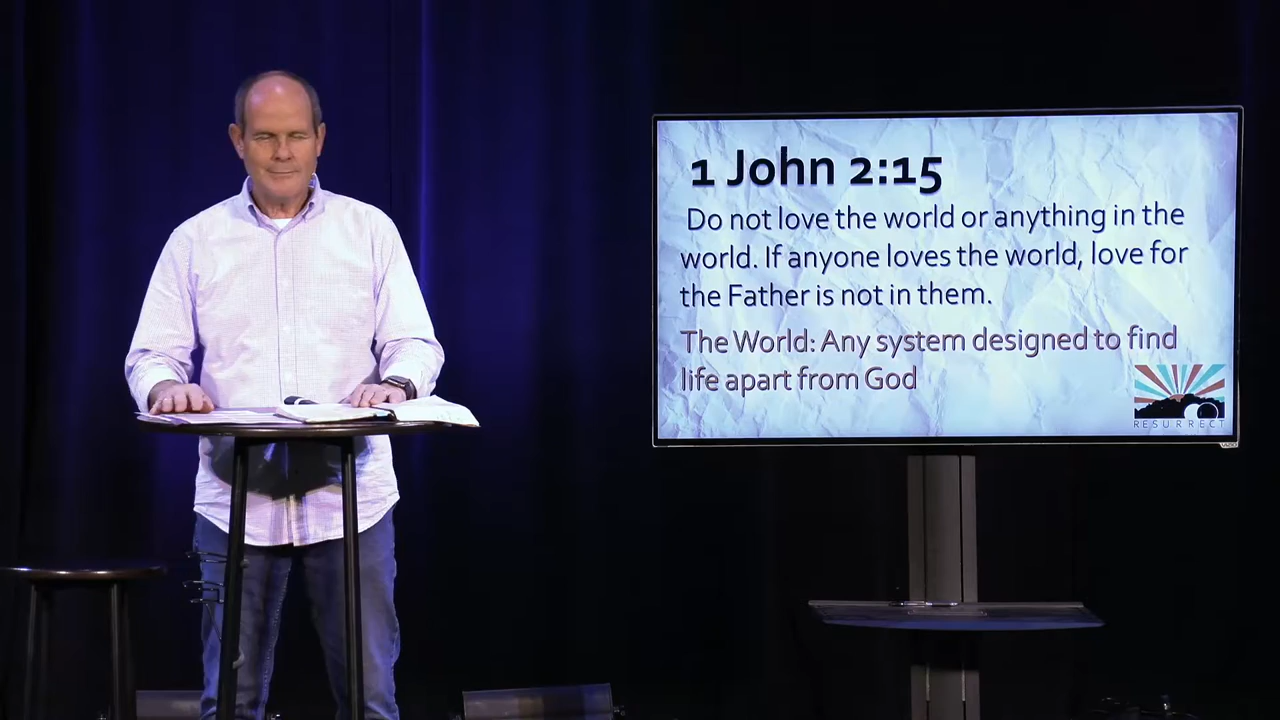 1 John 2:15
Do not love the world or anything in the
world. If anyone loves the world, love for
the Father is not in them.
The World: Any system designed to find
life apart from God
RESURRECT
VIZIO